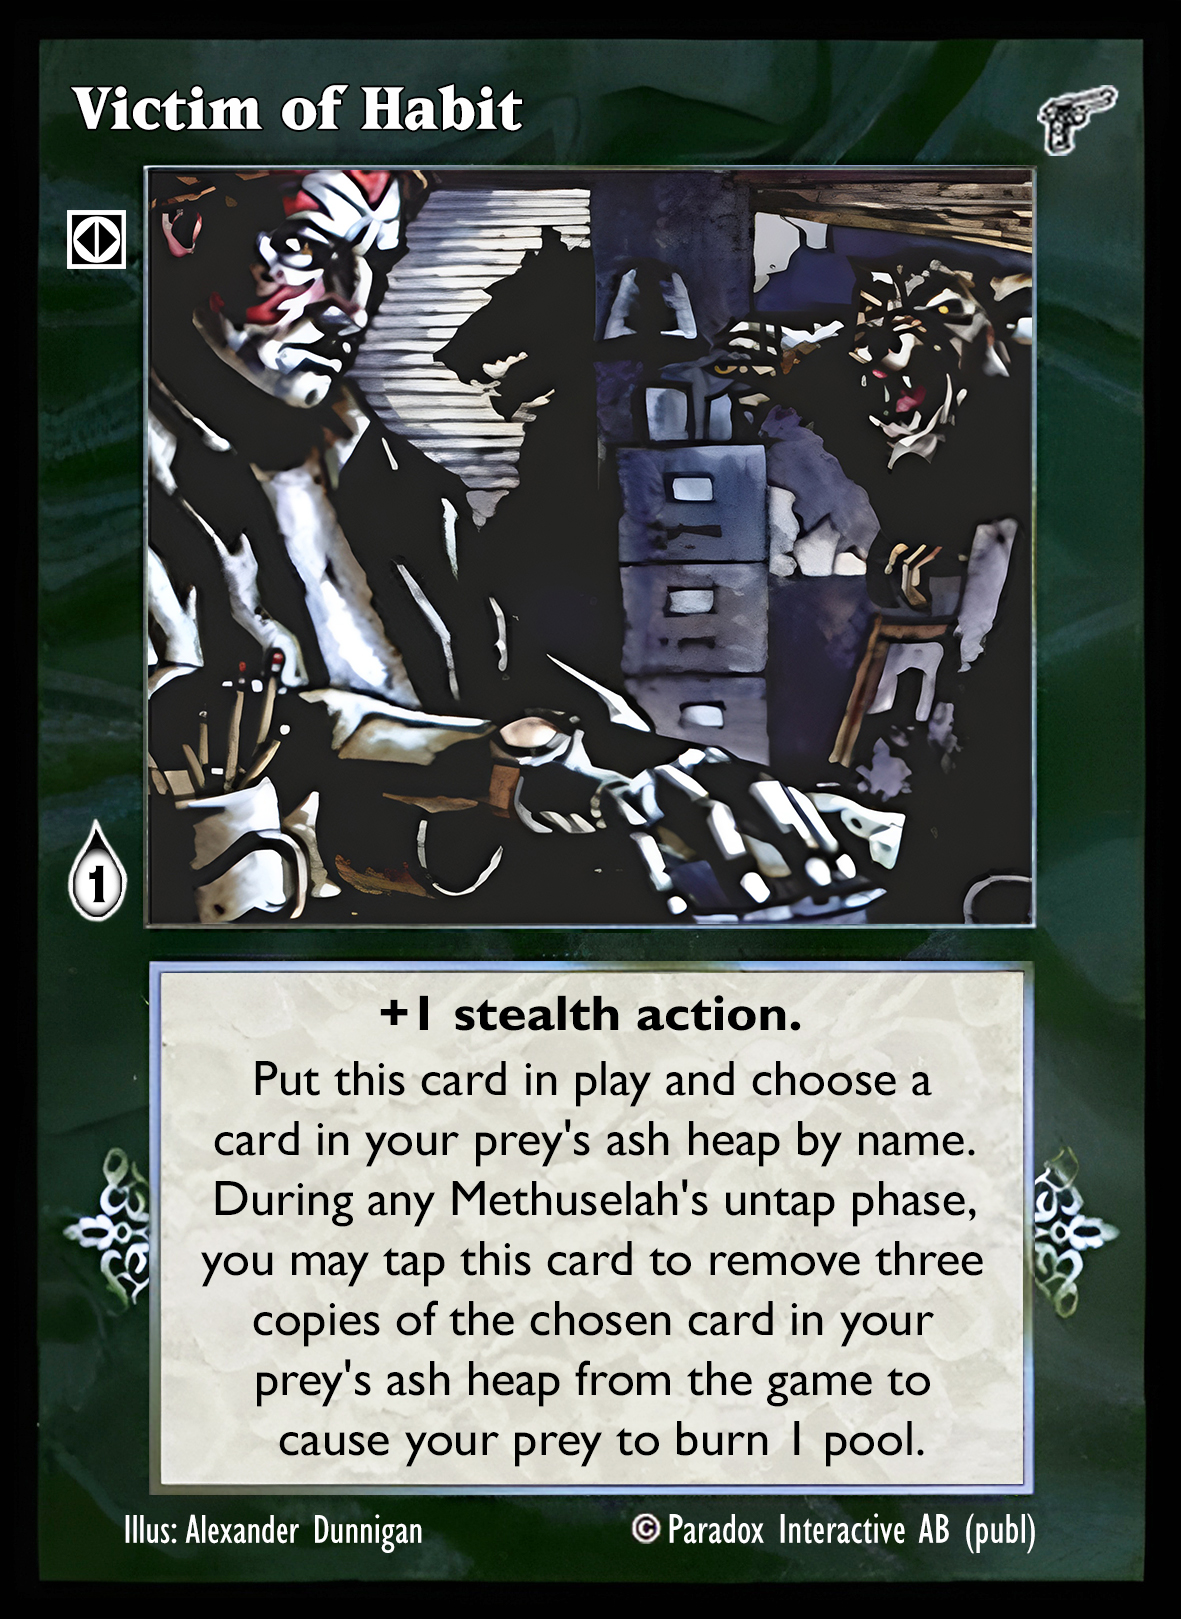 Victim of Habit
1
+1 stealth action.
Put this card in play and choose a
card in your prey's ash heap by name.
During any Methuselah's untap phase,
you may tap this card to remove three
copies of the chosen card in your
prey's ash heap from the game to
cause your prey to burn 1 pool.
Illus: Alexander Dunnigan
© Paradox Interactive AB (publ)